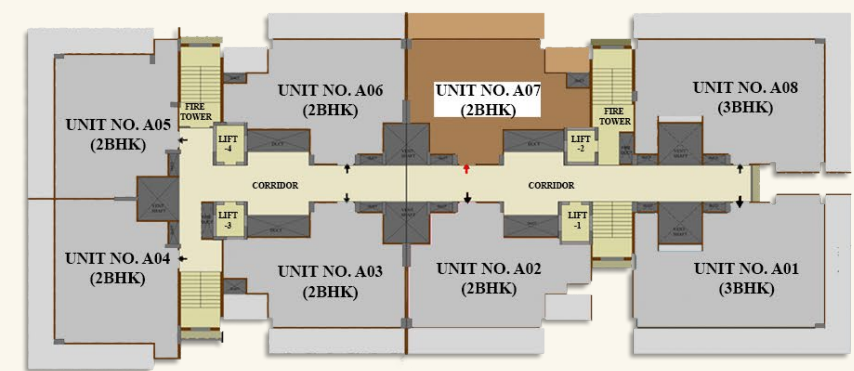 UNIT NO. A05
(2BHK)
FIRE
TOWER
LIFT
-4
UNIT NO. A06
(2BHK)
UNIT NO. A07
(2BHK)
LIFT
-2
FIRE
TOWER
UNIT NO. A08
(3BHK)
CORRIDOR
CORRIDOR
UNIT NO. A04
(2BHK)
LIFT
-3
UNIT NO. A03
(2BHK)
UNIT NO. A02
(2BHK)
LIFT
-1
UNIT NO. A01
(3BHK)